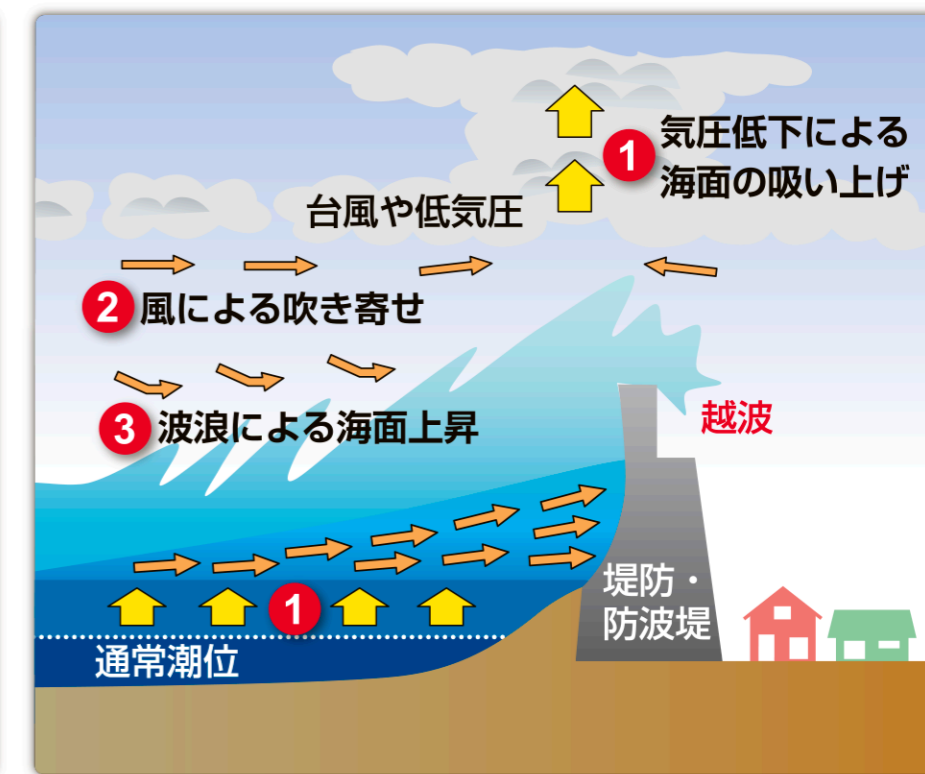 1 気圧低下による
海面の吸い上げ
台風や低気圧
2 風による吹き寄せ
3 波浪による海面上昇
越波
堤防・
防波堤
1
通常潮位